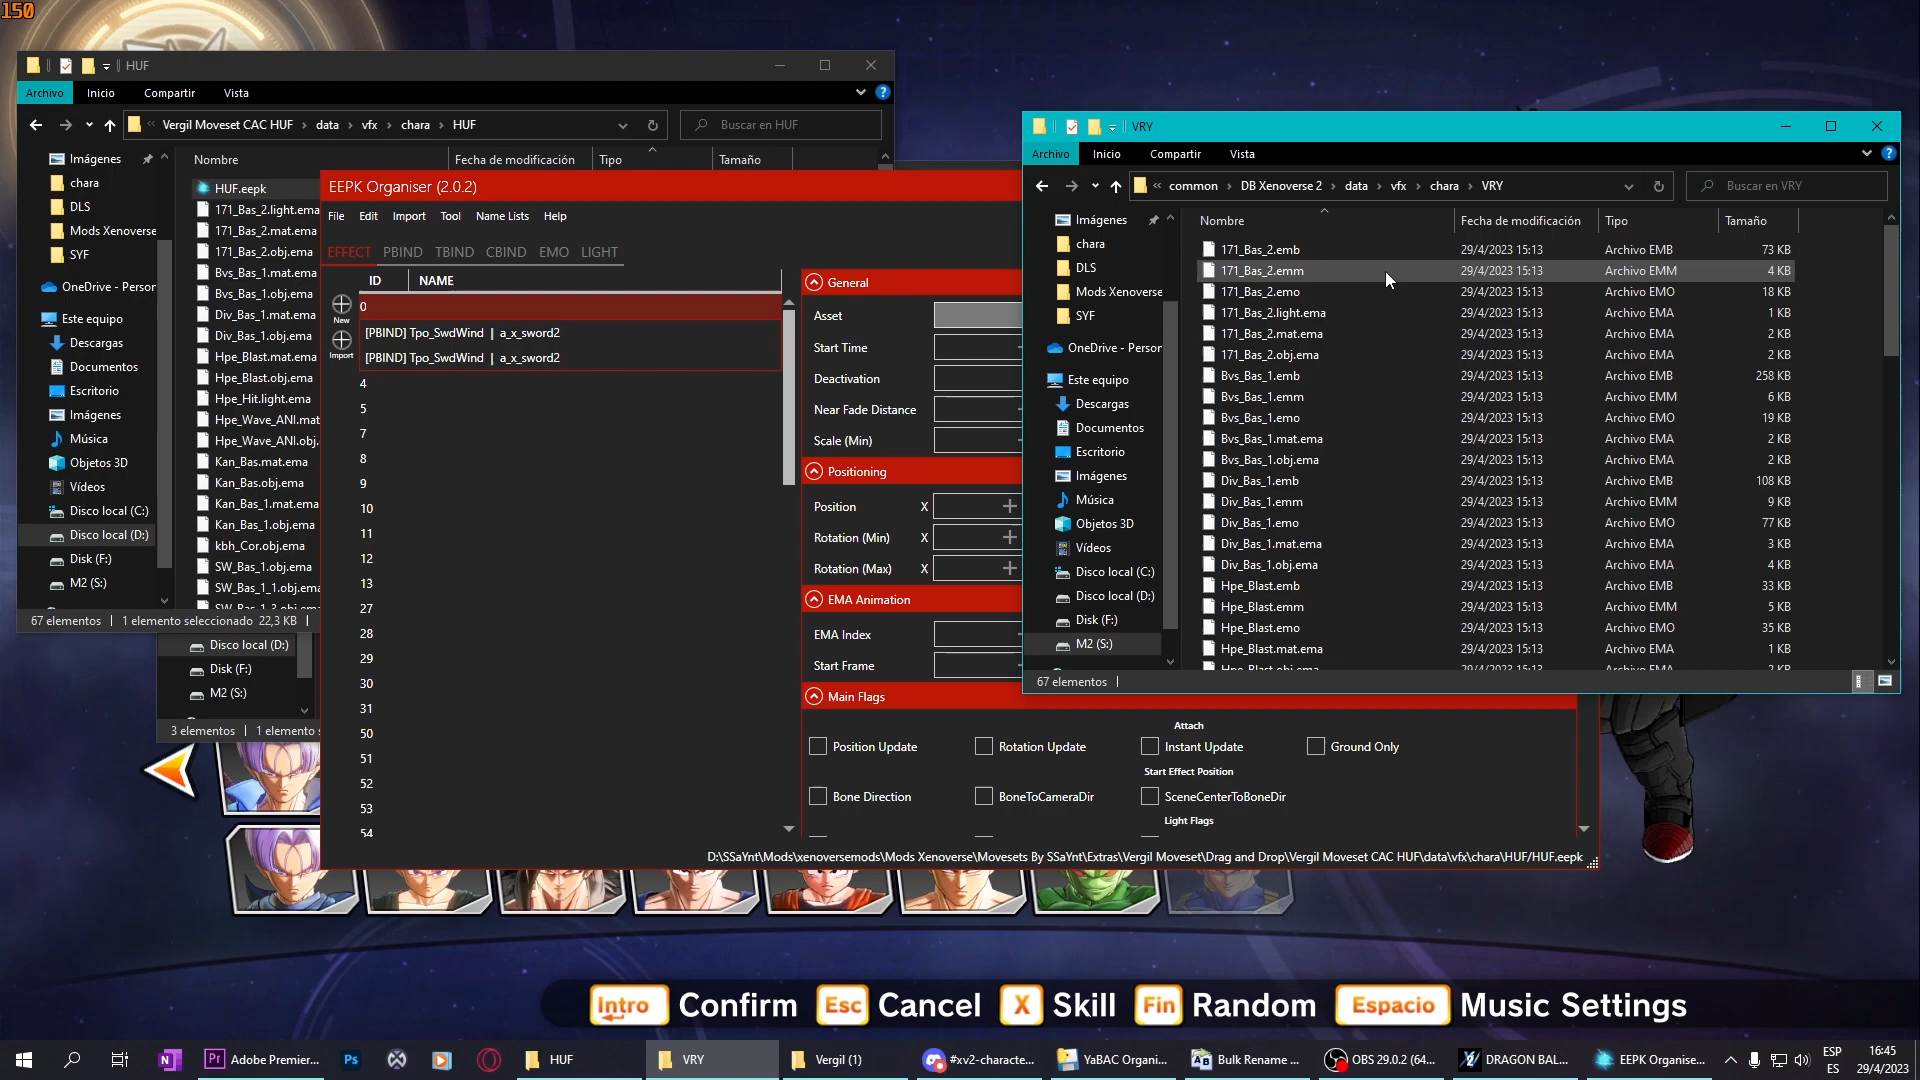 150
HUF
Archivo Inicio Compartir Vista
Vergil Moveset CAC HUF > data > vfx > chara > HUF
Buscar en HUF
Imágenes
chara
DLS
Mods Xenoverse
SYF
OneDrive - Person
Este equipo
Descargas
Documentos
Escritorio
Imágenes
Música
Objetos 3D
Vídeos
Disco local (C:)
Disco local (D:)
Disk (F:)
M2 (S:)
Nombre Fecha de modificación Tipo Tamaño
HUF.eepk
171_Bas_2.light.ema
171_Bas_2.mat.ema
171_Bas_2.obj.ema
Bvs_Bas_1.mat.ema
Bvs_Bas_1.obj.ema
Div_Bas_1.mat.ema
Div_Bas_1.obj.ema
Hpe_Blast.mat.ema
Hpe_Blast.obj.ema
Hpe_Hit.light.ema
Hpe_Wave_ANI.mat
Hpe_Wave_ANI.obj.
Kan_Bas.mat.ema
Kan_Bas.obj.ema
Kan_Bas_1.mat.ema
Kan_Bas_1.obj.ema
kbh_Cor.obj.ema
SW_Bas_1.obj.ema
SW_Bas_1_1.obj.ema
SW_Bas_1_3.obj.ema
67 elementos 1 elemento seleccionado 22,3 KB
Disco local (D:)
Disk (F:)
M2 (S:)
3 elementos 1 elemento s
EEPK Organiser (2.0.2)
File Edit Import Tool Name Lists Help
EFFECT PBIND TBIND CBIND EMO LIGHT
ID NAME
New
Import
0
[PBIND] Tpo_SwdWind | a_x_sword2
[PBIND] Tpo_SwdWind | a_x_sword2
4
5
7
8
9
10
11
12
13
27
28
29
30
31
50
51
52
53
54
General
Asset
Start Time
Deactivation
Near Fade Distance
Scale (Min)
Positioning
Position X
Rotation (Min) X
Rotation (Max) X
EMA Animation
EMA Index
Start Frame
Main Flags
Attach
Position Update Rotation Update Instant Update Ground Only
Start Effect Position
Bone Direction BoneToCameraDir SceneCenterToBoneDir
Light Flags
D:\SSaYnt\Mods\xenoversemods\Mods Xenoverse\Movesets By SSaYnt\Extras\Vergil Moveset\Drag and Drop\Vergil Moveset CAC HUF\data\vfx\chara\HUF/HUF.eepk
VRY
Archivo Inicio Compartir Vista
common > DB Xenoverse 2 > data > vfx > chara > VRY
Buscar en VRY
Imágenes
chara
DLS
Mods Xenoverse
SYF
OneDrive - Person
Este equipo
Descargas
Documentos
Escritorio
Imágenes
Música
Objetos 3D
Vídeos
Disco local (C:)
Disco local (D:)
Disk (F:)
M2 (S:)
Nombre Fecha de modificación Tipo Tamaño
171_Bas_2.emb 29/4/2023 15:13 Archivo EMB 73 KB
171_Bas_2.emm 29/4/2023 15:13 Archivo EMM 4 KB
171_Bas_2.emo 29/4/2023 15:13 Archivo EMO 18 KB
171_Bas_2.light.ema 29/4/2023 15:13 Archivo EMA 1 KB
171_Bas_2.mat.ema 29/4/2023 15:13 Archivo EMA 2 KB
171_Bas_2.obj.ema 29/4/2023 15:13 Archivo EMA 2 KB
Bvs_Bas_1.emb 29/4/2023 15:13 Archivo EMB 258 KB
Bvs_Bas_1.emm 29/4/2023 15:13 Archivo EMM 6 KB
Bvs_Bas_1.emo 29/4/2023 15:13 Archivo EMO 19 KB
Bvs_Bas_1.mat.ema 29/4/2023 15:13 Archivo EMA 2 KB
Bvs_Bas_1.obj.ema 29/4/2023 15:13 Archivo EMA 2 KB
Div_Bas_1.emb 29/4/2023 15:13 Archivo EMB 108 KB
Div_Bas_1.emm 29/4/2023 15:13 Archivo EMM 9 KB
Div_Bas_1.emo 29/4/2023 15:13 Archivo EMO 77 KB
Div_Bas_1.mat.ema 29/4/2023 15:13 Archivo EMA 3 KB
Div_Bas_1.obj.ema 29/4/2023 15:13 Archivo EMA 4 KB
Hpe_Blast.emb 29/4/2023 15:13 Archivo EMB 33 KB
Hpe_Blast.emm 29/4/2023 15:13 Archivo EMM 5 KB
Hpe_Blast.emo 29/4/2023 15:13 Archivo EMO 35 KB
Hpe_Blast.mat.ema 29/4/2023 15:13 Archivo EMA 1 KB
Hpe_Blast.obj.ema 29/4/2023 15:13 Archivo EMA 2 KB
67 elementos
Intro Confirm Esc Cancel X Skill Fin Random Espacio Music Settings
Adobe Premier... HUF VRY Vergil (1) #xv2-characte... YaBAC Organi... Bulk Rename ... OBS 29.0.2 (64... DRAGON BAL... EEPK Organise...
ESP
ES
16:45
29/4/2023